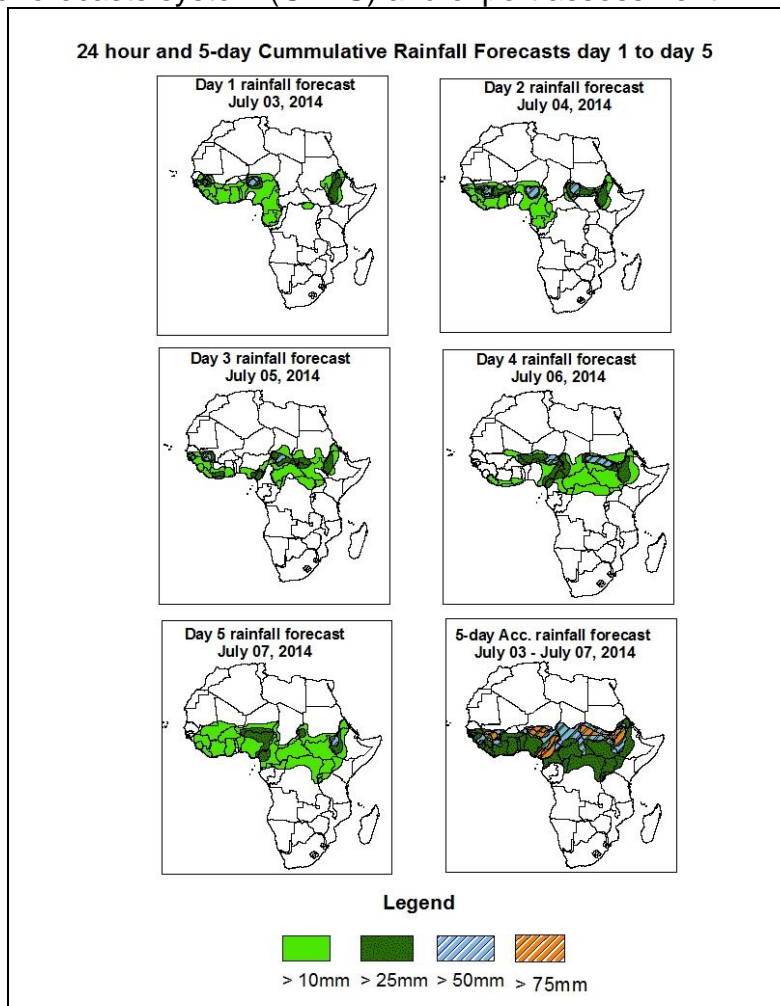 24 hour and 5-day Cummulative Rainfall Forecasts day 1 to day 5
Day 1 rainfall forecast
July 03, 2014
Day 2 rainfall forecast
July 04, 2014
Day 3 rainfall forecast
July 05, 2014
Day 4 rainfall forecast
July 06, 2014
Day 5 rainfall forecast
July 07, 2014
5-day Acc. rainfall forecast
July 03 - July 07, 2014
Legend
> 10mm > 25mm > 50mm > 75mm